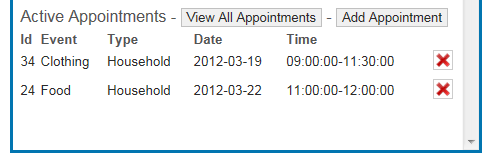 Active Appointments - View All Appointments - Add Appointment
Id Event Type Date Time
34 Clothing Household 2012-03-19 09:00:00-11:30:00
24 Food Household 2012-03-22 11:00:00-12:00:00